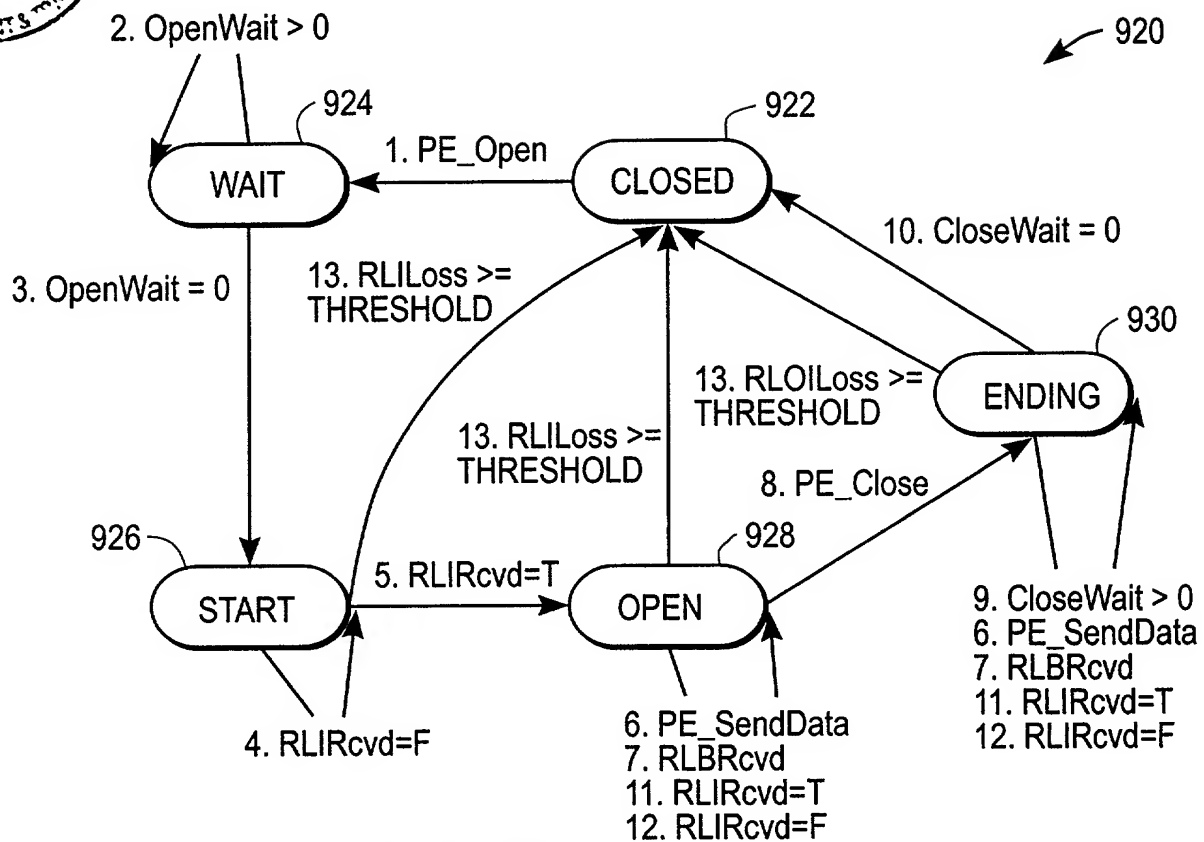 2. OpenWait > 0
920
924
922
WAIT
1. PE_Open
CLOSED
10. CloseWait = 0
3. OpenWait = 0
13. RLILoss >=
THRESHOLD
930
13. RLOILoss >=
THRESHOLD
ENDING
13. RLILoss >=
THRESHOLD
8. PE_Close
926
928
START
5. RLIRcvd=T
OPEN
4. RLIRcvd=F
6. PE_SendData
7. RLBRcvd
11. RLIRcvd=T
12. RLIRcvd=F
9. CloseWait > 0
6. PE_SendData
7. RLBRcvd
11. RLIRcvd=T
12. RLIRcvd=F